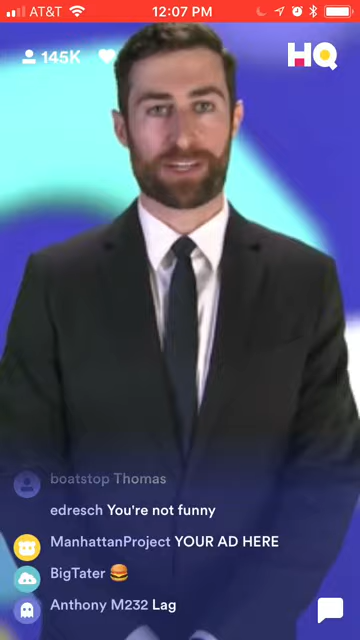 AT&T 12:07 PM
145K
HQ
boatstop Thomas
edresch You're not funny
ManhattanProject YOUR AD HERE
BigTater 🍔
Anthony M232 Lag